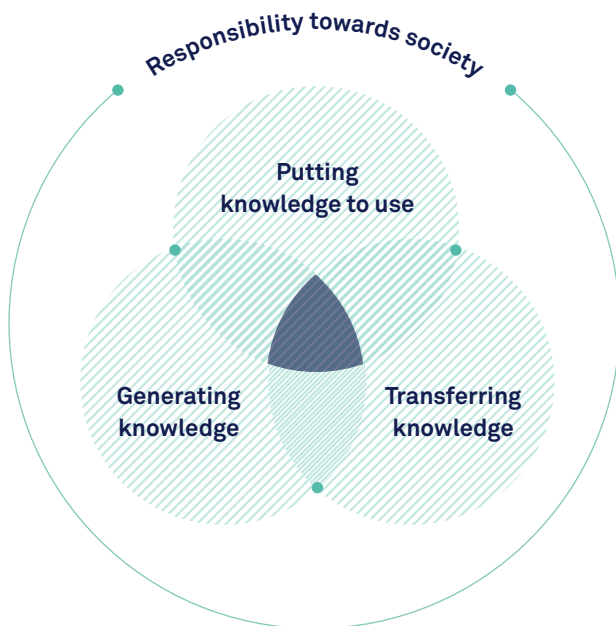 Responsibility towards society
Putting
knowledge to use
Generating
knowledge
Transferring
knowledge